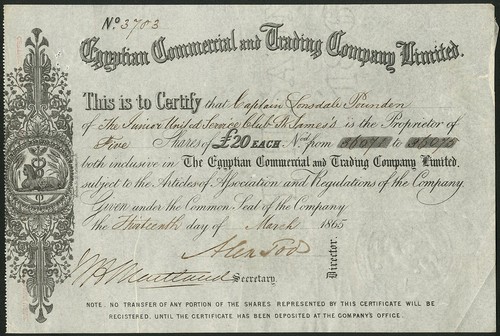 No. 3783
Egyptian Commercial and Trading Company Limited.
This is to Certify that Captain Lonsdale Pounden
of The Junior United Service Club St James's is the Proprietor of
Five Shares of £20 EACH Nos. from 36071 to 36075
both inclusive in The Egyptian Commercial and Trading Company Limited.
subject to the Articles of Association and Regulations of the Company.
Given under the Common Seal of the Company
the Thirteenth day of March 1865
Alex Tod
Director.
Maitland Secretary.
NOTE. NO TRANSFER OF ANY PORTION OF THE SHARES REPRESENTED BY THIS CERTIFICATE WILL BE
REGISTERED, UNTIL THE CERTIFICATE HAS BEEN DEPOSITED AT THE COMPANY'S OFFICE.